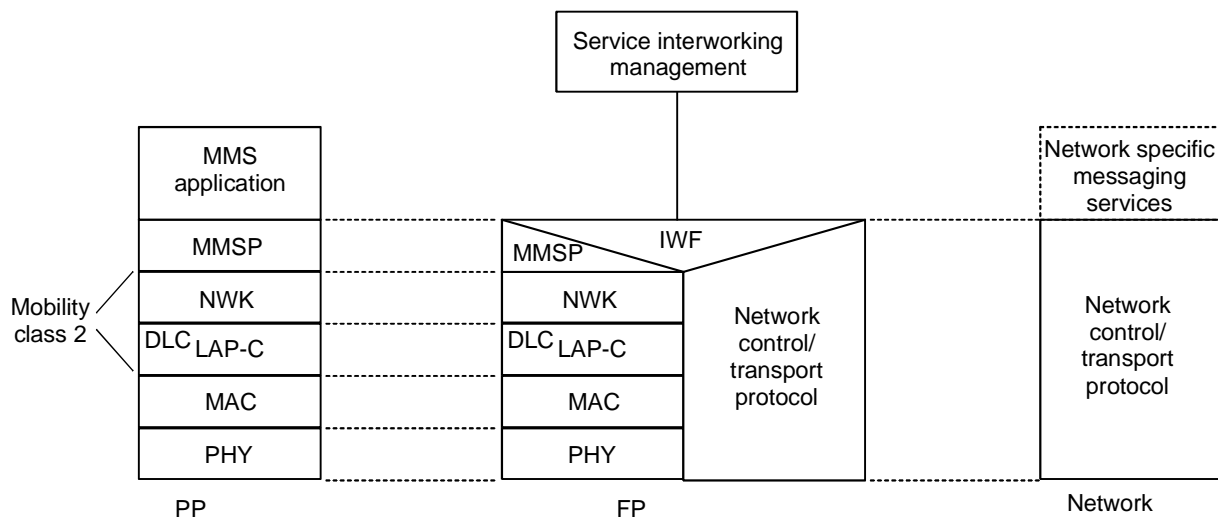 Service interworking
management
MMS
application
Network specific
messaging
services
MMSP
MMSP
IWF
Mobility
class 2
NWK
NWK
Network
control/
transport
protocol
Network
control/
transport
protocol
DLC LAP-C
DLC LAP-C
MAC
MAC
PHY
PHY
PP
FP
Network